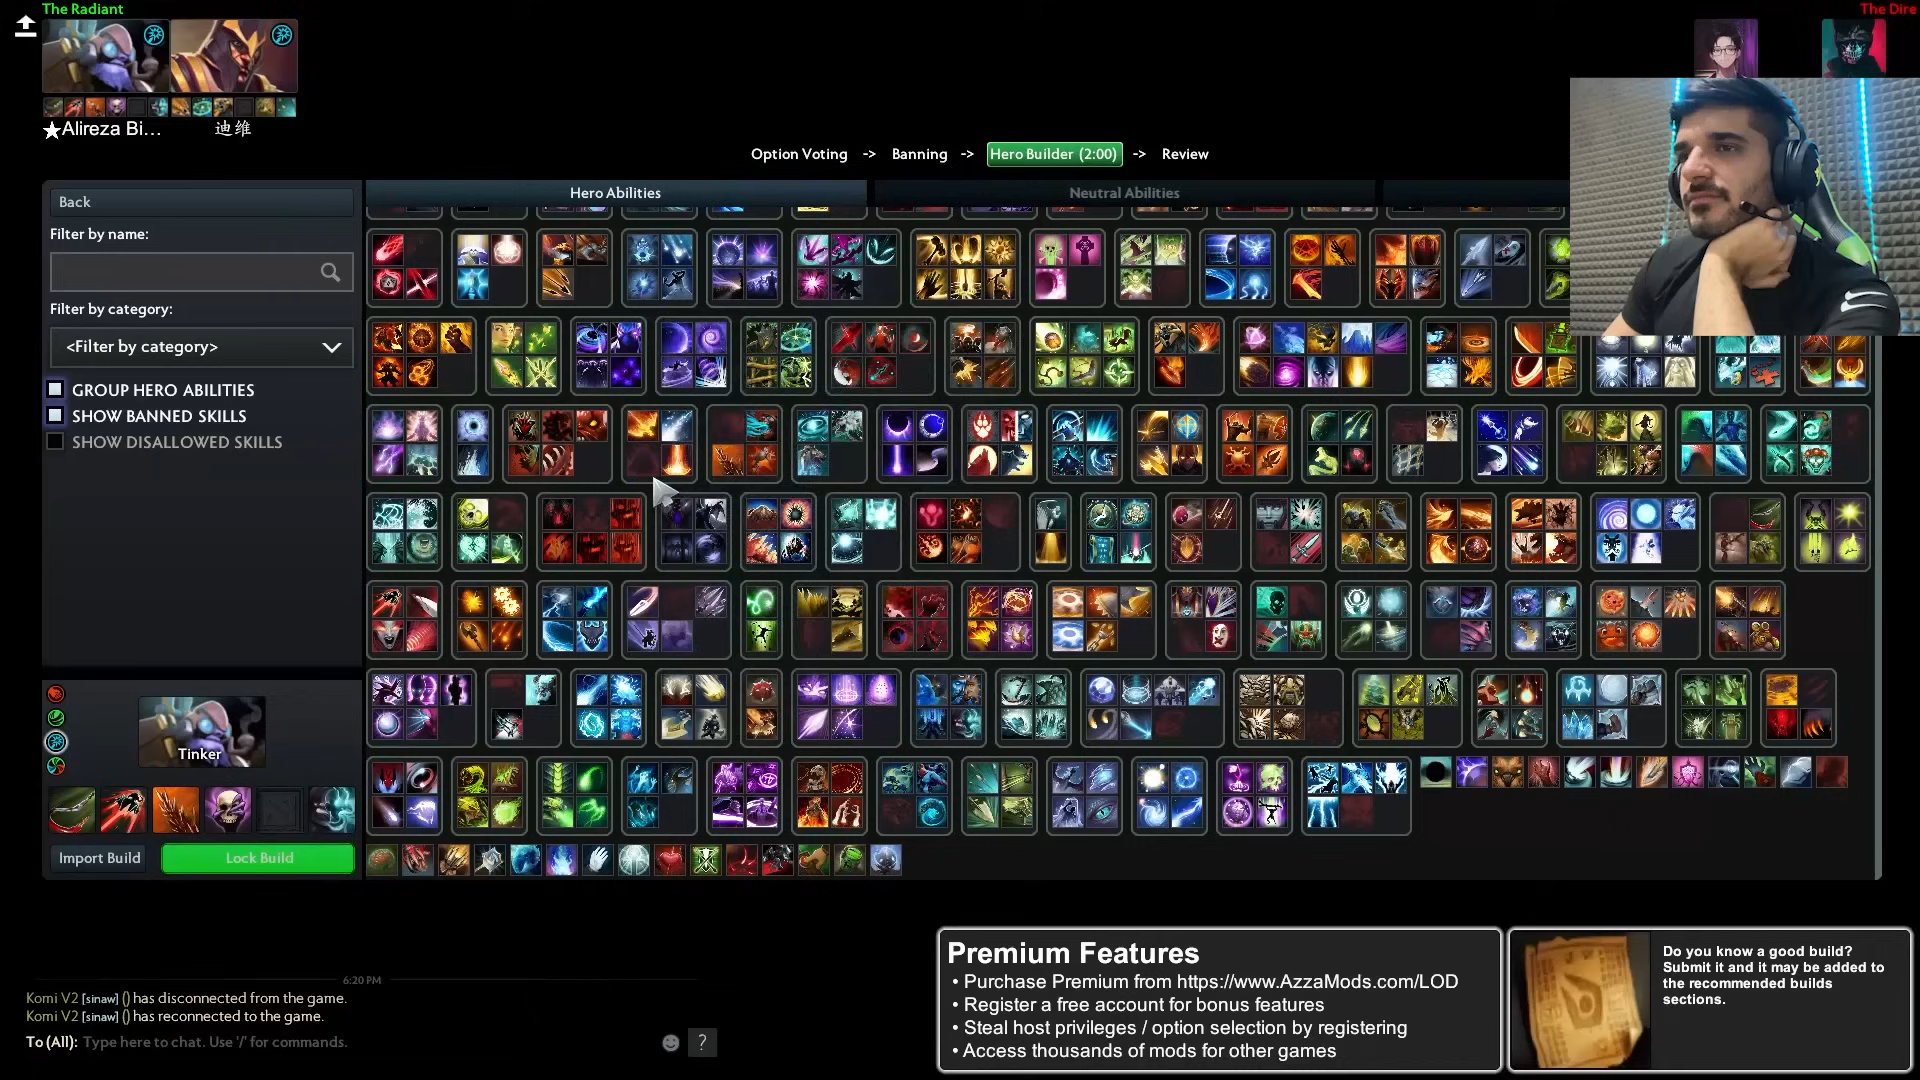 The Radiant
The Dire
★Alireza Bi...
迪维
Option Voting -> Banning -> Hero Builder (2:00) -> Review
Back
Hero Abilities
Neutral Abilities
Filter by name:
Filter by category:
<Filter by category>
GROUP HERO ABILITIES
SHOW BANNED SKILLS
SHOW DISALLOWED SKILLS
Tinker
Import Build
Lock Build
6:20 PM
Komi V2 [sinaw] () has disconnected from the game.
Komi V2 [sinaw] () has reconnected to the game.
To (All): Type here to chat. Use '/' for commands.
?
Premium Features
• Purchase Premium from https://www.AzzaMods.com/LOD
• Register a free account for bonus features
• Steal host privileges / option selection by registering
• Access thousands of mods for other games
Do you know a good build?
Submit it and it may be added to
the recommended builds
sections.